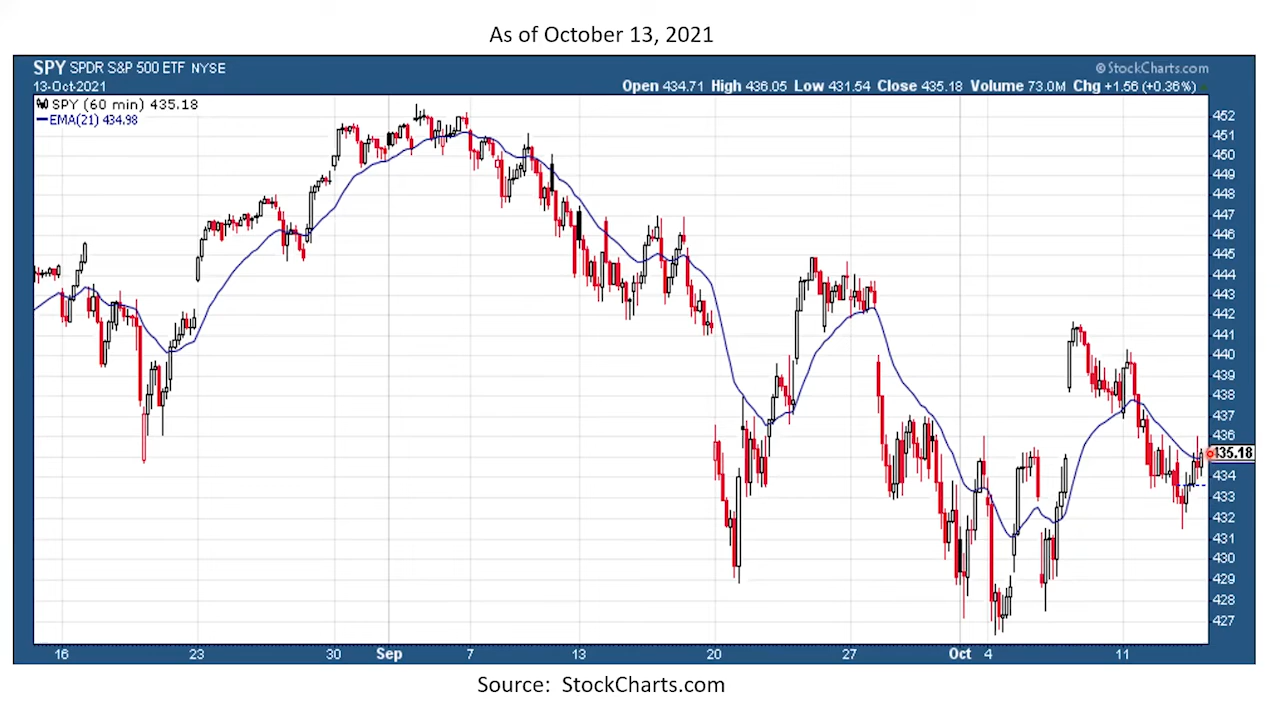 As of October 13, 2021
SPY SPDR S&P 500 ETF NYSE
© StockCharts.com
13-Oct-2021
Open 434.71 High 436.05 Low 431.54 Close 435.18 Volume 73.0M Chg +1.56 (+0.36%)
SPY (60 min) 435.18
EMA(21) 434.98
452
451
450
449
448
447
446
445
444
443
442
441
440
439
438
437
436
435.18
434
433
432
431
430
429
428
427
16 23 30 Sep 7 13 20 27 Oct 4 11
Source: StockCharts.com